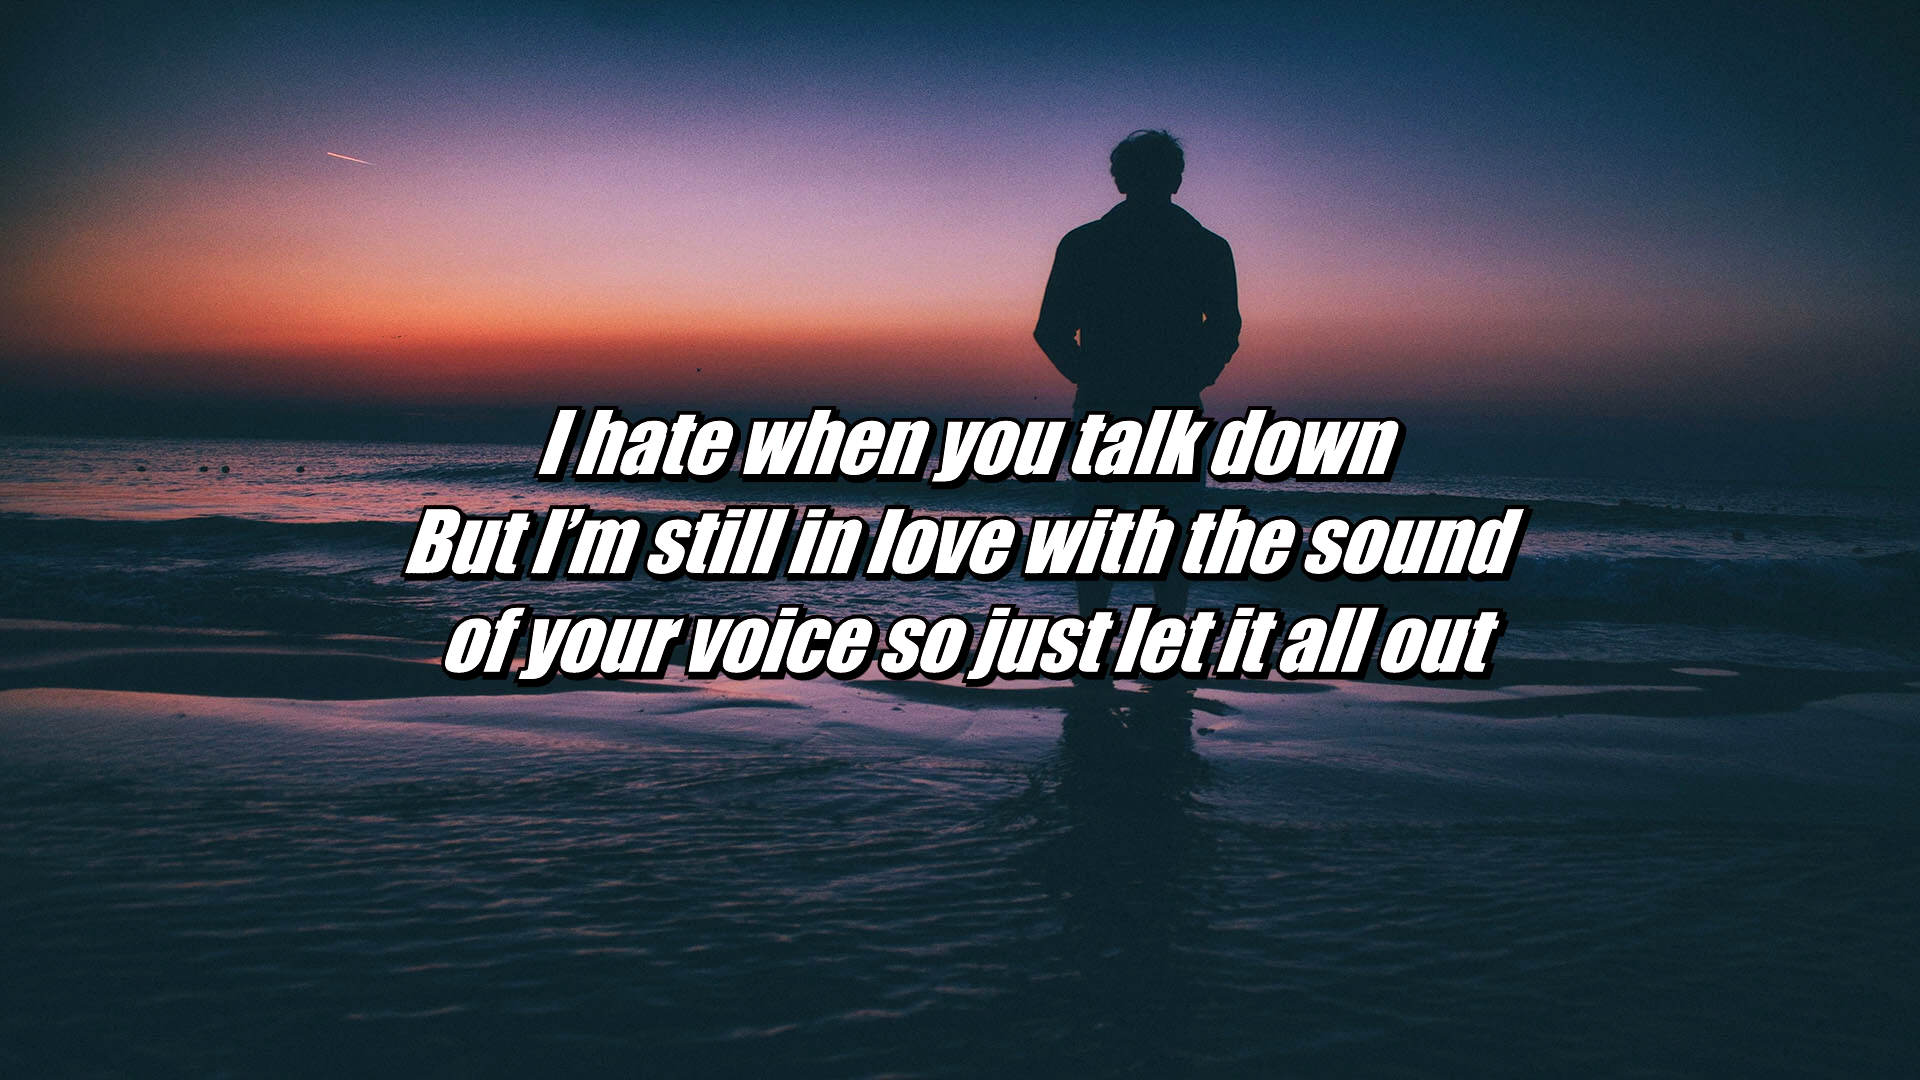 I hate when you talk down
But I’m still in love with the sound
of your voice so just let it all out